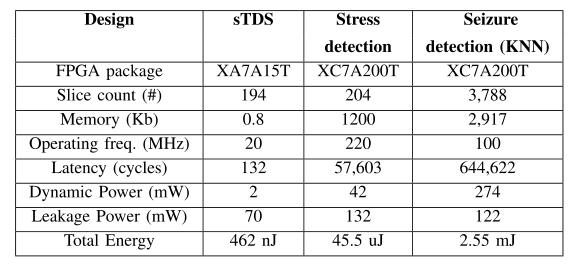 Design sTDS Stress detection Seizure detection (KNN)
FPGA package XA7A15T XC7A200T XC7A200T
Slice count (#) 194 204 3,788
Memory (Kb) 0.8 1200 2,917
Operating freq. (MHz) 20 220 100
Latency (cycles) 132 57,603 644,622
Dynamic Power (mW) 2 42 274
Leakage Power (mW) 70 132 122
Total Energy 462 nJ 45.5 uJ 2.55 mJ